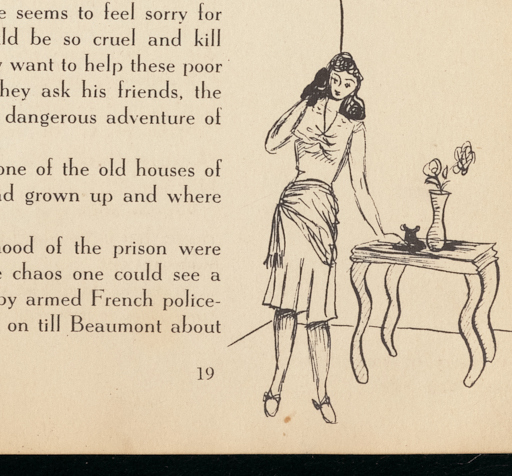 e seems to feel sorry for
ld be so cruel and kill
want to help these poor
hey ask his friends, the
dangerous adventure of
one of the old houses of
d grown up and where
ood of the prison were
chaos one could see a
by armed French police-
on till Beaumont about
19